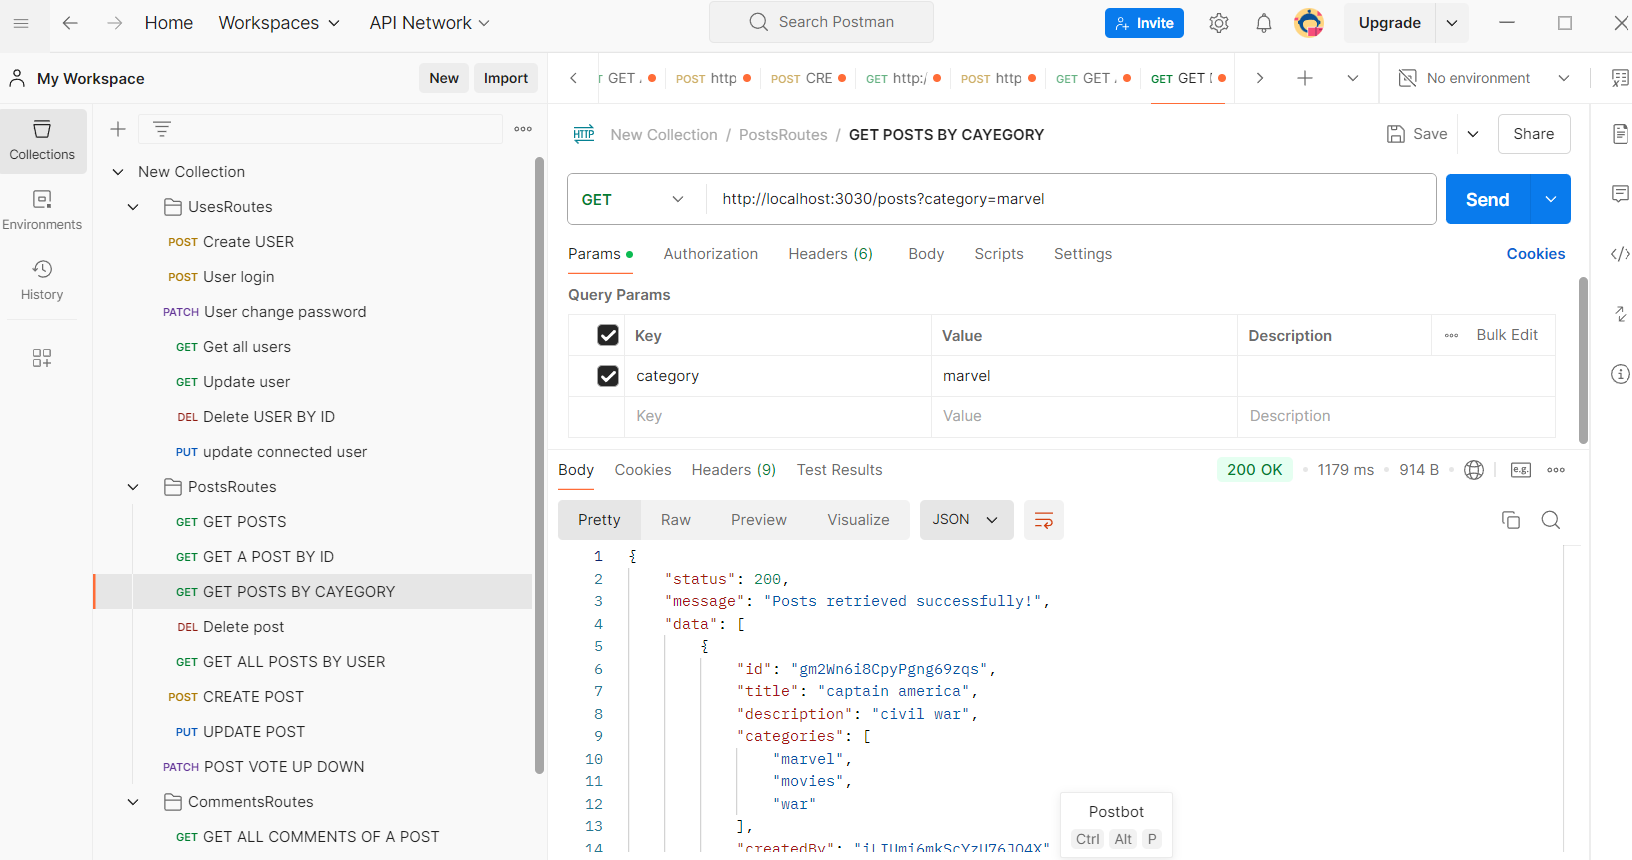 Home Workspaces API Network Search Postman Invite Upgrade
My Workspace New Import
GET POST http POST CRE GET http:/ POST http GET GET GET No environment
Collections
Environments
History
New Collection
UsesRoutes
POST Create USER
POST User login
PATCH User change password
GET Get all users
GET Update user
DEL Delete USER BY ID
PUT update connected user
PostsRoutes
GET GET POSTS
GET GET A POST BY ID
GET GET POSTS BY CAYEGORY
DEL Delete post
GET GET ALL POSTS BY USER
POST CREATE POST
PUT UPDATE POST
PATCH POST VOTE UP DOWN
CommentsRoutes
GET GET ALL COMMENTS OF A POST
HTTP New Collection / PostsRoutes / GET POSTS BY CAYEGORY Save Share
GET http://localhost:3030/posts?category=marvel Send
Params Authorization Headers (6) Body Scripts Settings Cookies
Query Params
Key Value Description Bulk Edit
category marvel
Key Value Description
Body Cookies Headers (9) Test Results 200 OK 1179 ms 914 B e.g.
Pretty Raw Preview Visualize JSON
1 {
2 "status": 200,
3 "message": "Posts retrieved successfully!",
4 "data": [
5 {
6 "id": "gm2Wn6i8CpyPgng69zqs",
7 "title": "captain america",
8 "description": "civil war",
9 "categories": [
10 "marvel",
11 "movies",
12 "war"
13 ],
14 "createdBy":
Postbot
Ctrl Alt P